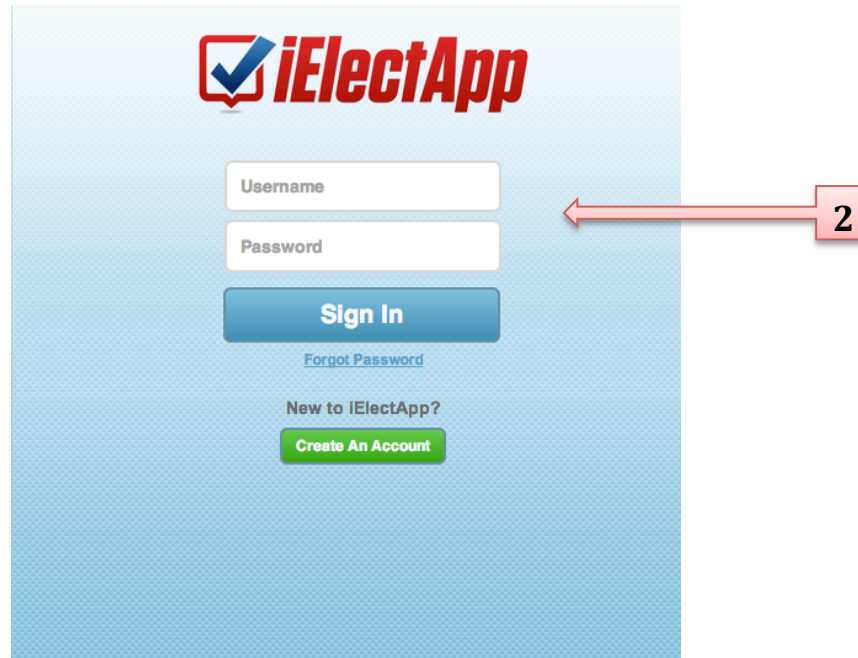 iElectApp
Username
2
Password
Sign In
Forgot Password
New to iElectApp?
Create An Account